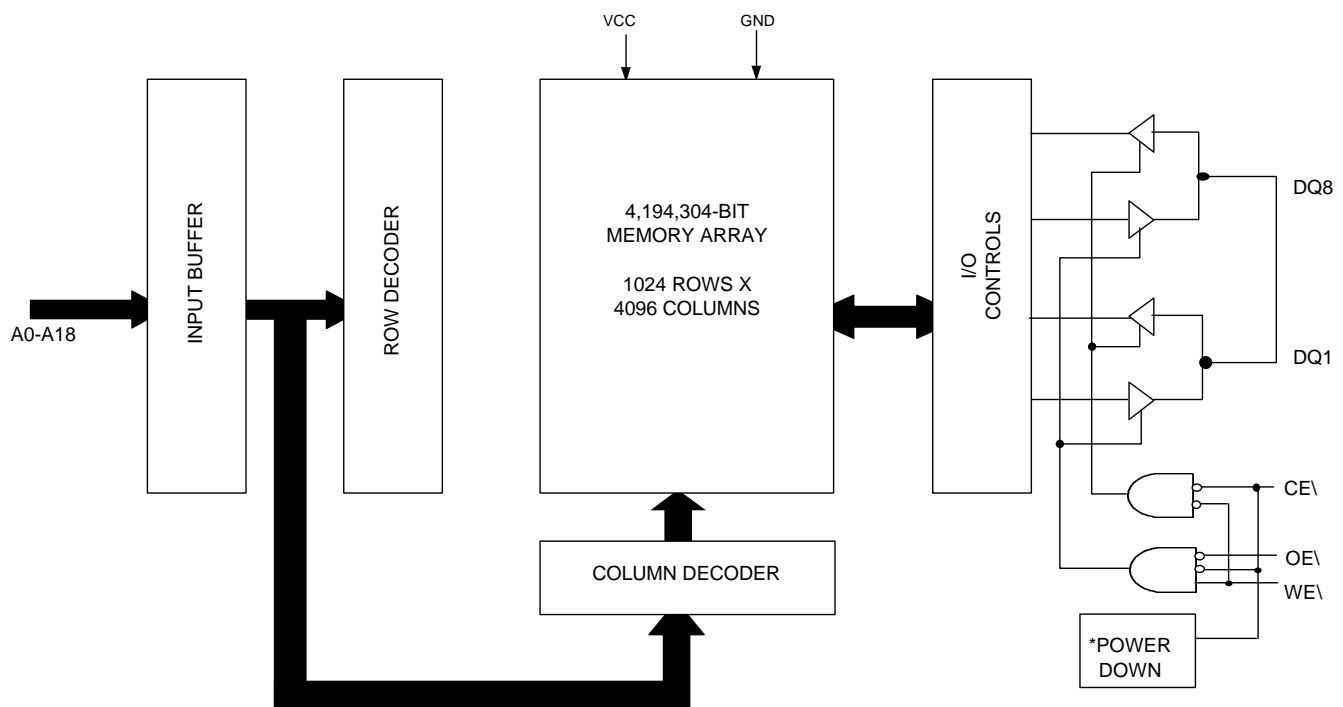 VCC
GND
INPUT BUFFER
ROW DECODER
4,194,304-BIT
MEMORY ARRAY
1024 ROWS X
4096 COLUMNS
I/O
CONTROLS
DQ8
A0-A18
DQ1
CE\
COLUMN DECODER
OE\
WE\
*POWER
DOWN